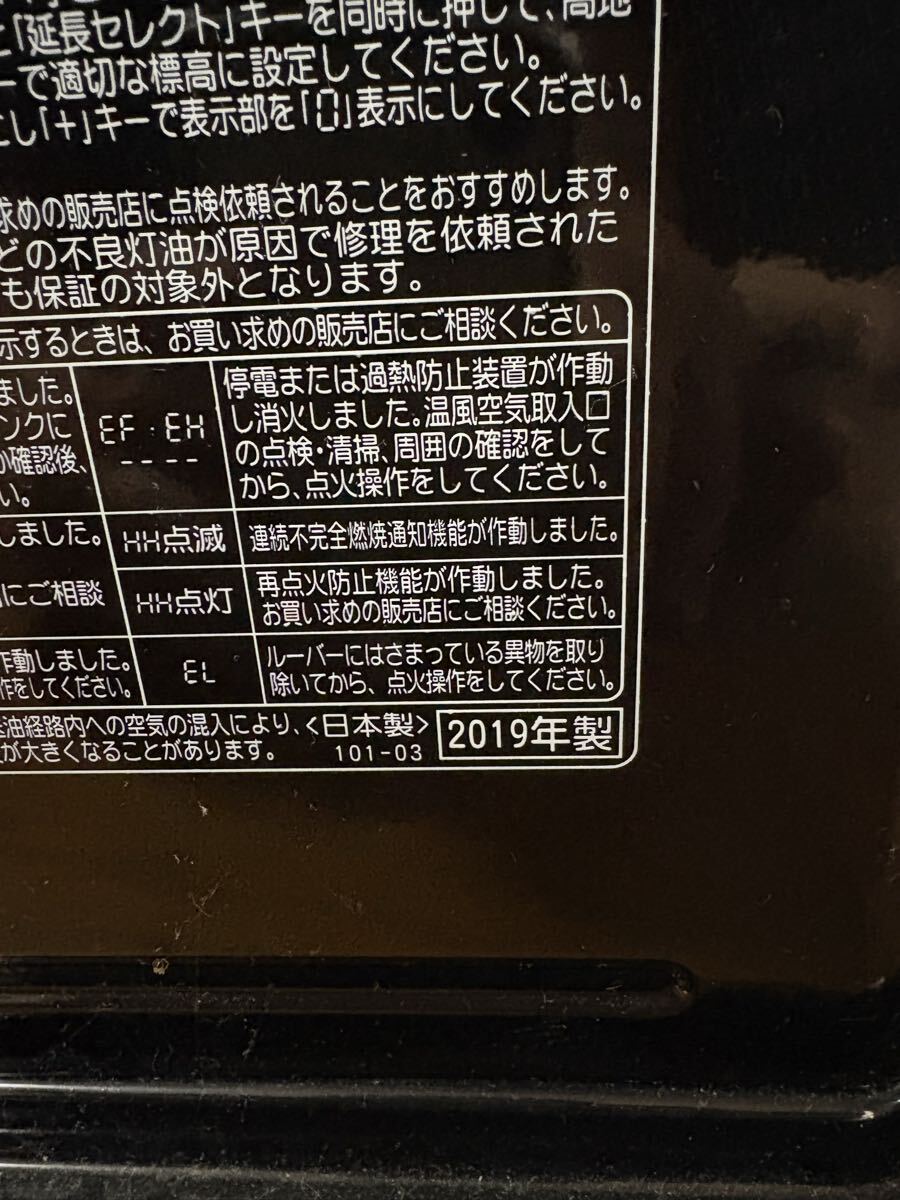 と「延長セレクト」キーを同時に押して、高地
ーで適切な標高に設定してください。
にし「+」キーで表示部を「0」表示にしてください。
求めの販売店に点検依頼されることをおすすめします。
どの不良灯油が原因で修理を依頼された
も保証の対象外となります。
示するときは、お買い求めの販売店にご相談ください。
ました。
ンクに
確認後、
い。
EF・EH
----
停電または過熱防止装置が作動
し消火しました。温風空気取入口
の点検・清掃、周囲の確認をして
から、点火操作をしてください。
しました。
HH点滅
連続不完全燃焼通知機能が作動しました。
にご相談
HH点灯
再点火防止機能が作動しました。
お買い求めの販売店にご相談ください。
作動しました。
作をしてください。
EL
ルーバーにはさまっている異物を取り
除いてから、点火操作をしてください。
油経路内への空気の混入により、
が大きくなることがあります。
<日本製>
101-03
2019年製